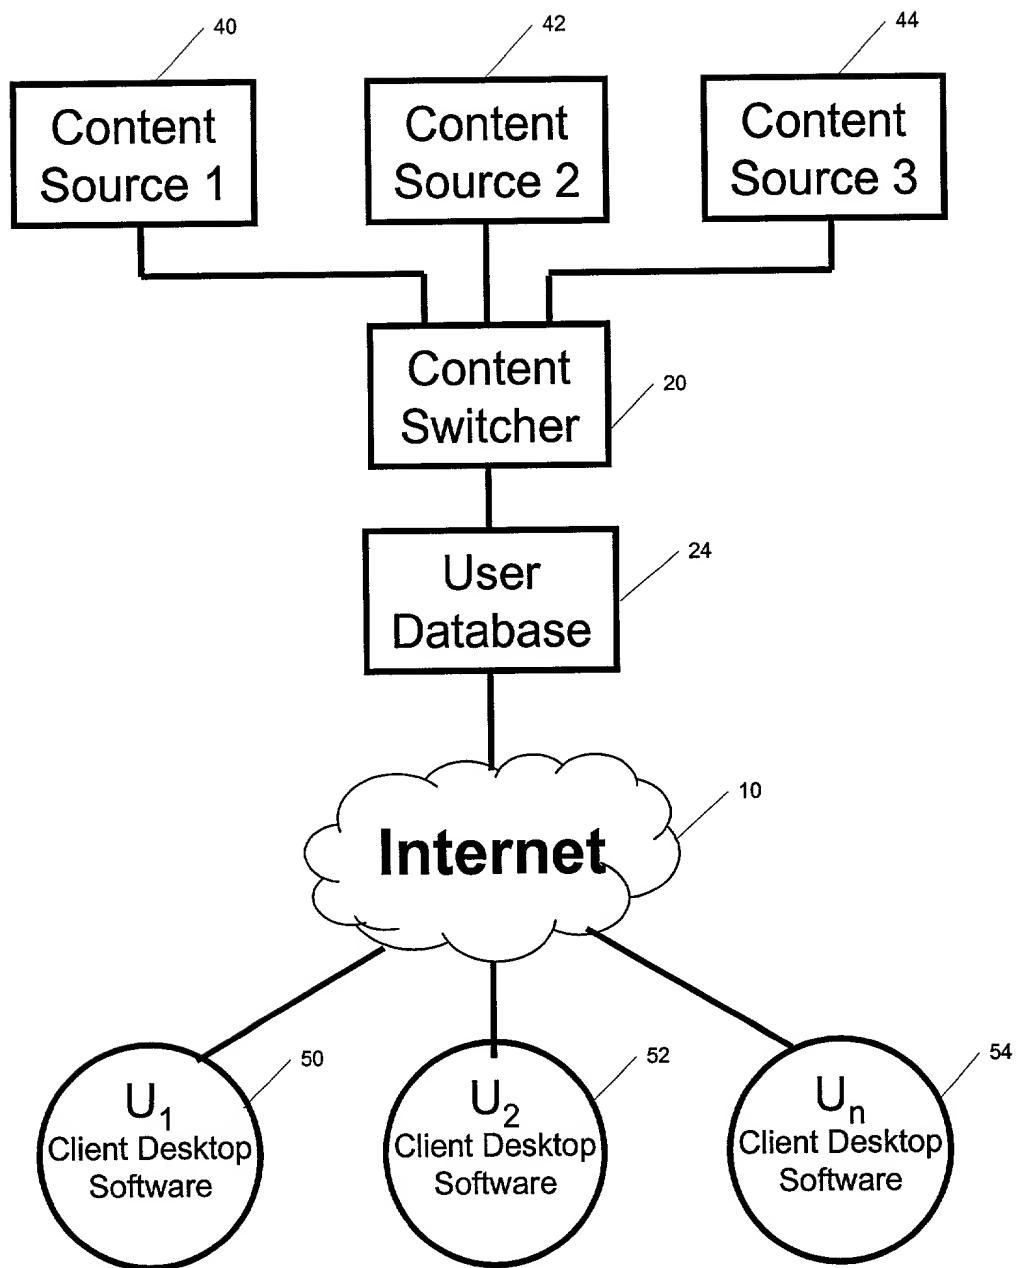 40
42
44
Content
Source 1
Content
Source 2
Content
Source 3
Content
Switcher
20
User
Database
24
Internet
10
50
52
54
U1
Client Desktop
Software
U2
Client Desktop
Software
Un
Client Desktop
Software